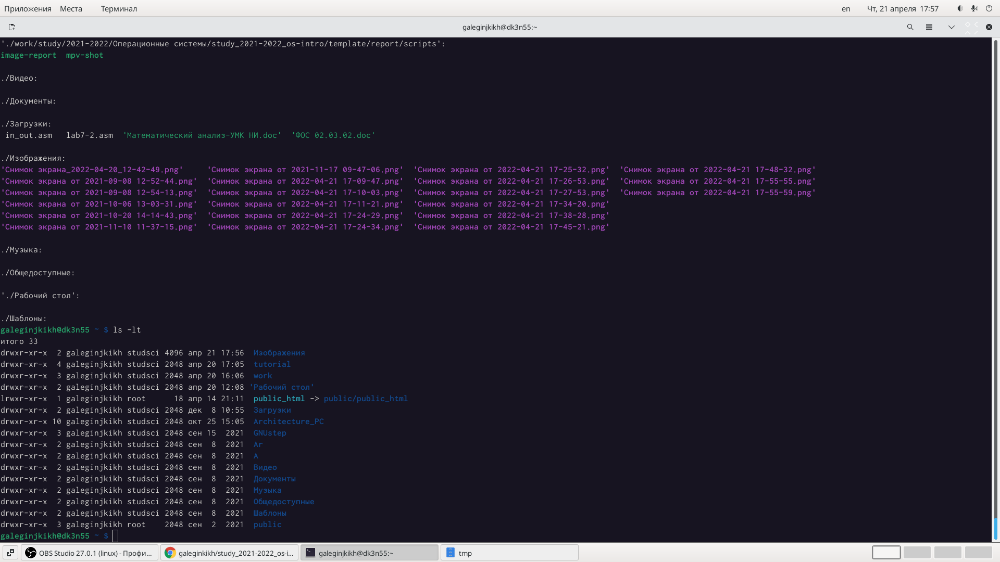 Приложения Места Терминал en Чт, 21 апреля 17:57
galeginjkikh@dk3n55:~
'./work/study/2021-2022/Операционные системы/study_2021-2022_os-intro/template/report/scripts':
image-report mpv-shot
./Видео:
./Документы:
./Загрузки:
in_out.asm lab7-2.asm 'Математический анализ-УМК НИ.doc' 'ФОС 02.03.02.doc'
./Изображения:
'Снимок экрана_2022-04-20_12-42-49.png' 'Снимок экрана от 2021-11-17 09-47-06.png' 'Снимок экрана от 2022-04-21 17-25-32.png' 'Снимок экрана от 2022-04-21 17-48-32.png'
'Снимок экрана от 2021-09-08 12-52-44.png' 'Снимок экрана от 2022-04-21 17-09-47.png' 'Снимок экрана от 2022-04-21 17-26-53.png' 'Снимок экрана от 2022-04-21 17-55-55.png'
'Снимок экрана от 2021-09-08 12-54-13.png' 'Снимок экрана от 2022-04-21 17-10-03.png' 'Снимок экрана от 2022-04-21 17-27-53.png' 'Снимок экрана от 2022-04-21 17-55-59.png'
'Снимок экрана от 2021-10-06 13-03-31.png' 'Снимок экрана от 2022-04-21 17-11-21.png' 'Снимок экрана от 2022-04-21 17-34-20.png'
'Снимок экрана от 2021-10-20 14-14-43.png' 'Снимок экрана от 2022-04-21 17-24-29.png' 'Снимок экрана от 2022-04-21 17-38-28.png'
'Снимок экрана от 2021-11-10 11-37-15.png' 'Снимок экрана от 2022-04-21 17-24-34.png' 'Снимок экрана от 2022-04-21 17-45-21.png'
./Музыка:
./Общедоступные:
'./Рабочий стол':
./Шаблоны:
galeginjkikh@dk3n55 ~ $ ls -lt
итого 33
drwxr-xr-x 2 galeginjkikh studsci 4096 апр 21 17:56 Изображения
drwxr-xr-x 4 galeginjkikh studsci 2048 апр 20 17:05 tutorial
drwxr-xr-x 3 galeginjkikh studsci 2048 апр 20 16:06 work
drwxr-xr-x 2 galeginjkikh studsci 2048 апр 20 12:08 'Рабочий стол'
lrwxr-xr-x 1 galeginjkikh root 18 апр 14 21:11 public_html -> public/public_html
drwxr-xr-x 2 galeginjkikh studsci 2048 дек 8 10:55 Загрузки
drwxr-xr-x 10 galeginjkikh studsci 2048 окт 25 15:05 Architecture_PC
drwxr-xr-x 3 galeginjkikh studsci 2048 сен 15 2021 GNUstep
drwxr-xr-x 2 galeginjkikh studsci 2048 сен 8 2021 Ar
drwxr-xr-x 2 galeginjkikh studsci 2048 сен 8 2021 A
drwxr-xr-x 2 galeginjkikh studsci 2048 сен 8 2021 Видео
drwxr-xr-x 2 galeginjkikh studsci 2048 сен 8 2021 Документы
drwxr-xr-x 2 galeginjkikh studsci 2048 сен 8 2021 Музыка
drwxr-xr-x 2 galeginjkikh studsci 2048 сен 8 2021 Общедоступные
drwxr-xr-x 2 galeginjkikh studsci 2048 сен 8 2021 Шаблоны
drwxr-xr-x 3 galeginjkikh root 2048 сен 2 2021 public
galeginjkikh@dk3n55 ~ $
OBS Studio 27.0.1 (linux) - Профи... galeginkikh/study_2021-2022_os-i... galeginjkikh@dk3n55:~ tmp